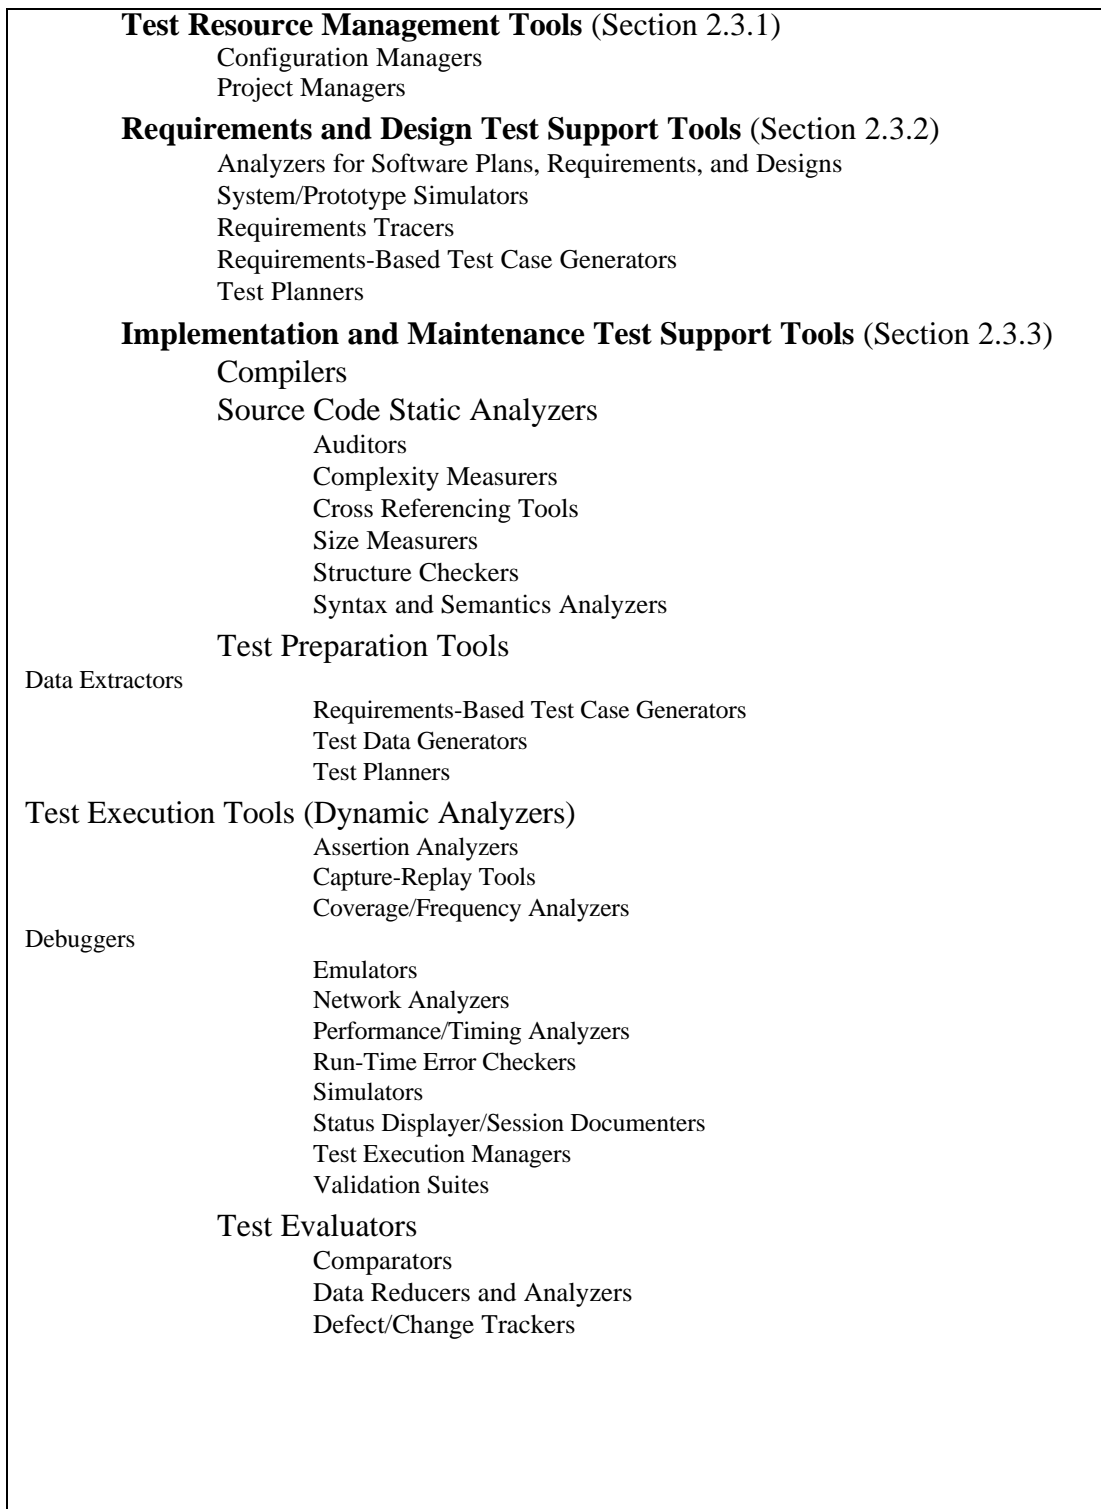 Test Resource Management Tools (Section 2.3.1)
Configuration Managers
Project Managers
Requirements and Design Test Support Tools (Section 2.3.2)
Analyzers for Software Plans, Requirements, and Designs
System/Prototype Simulators
Requirements Tracers
Requirements-Based Test Case Generators
Test Planners
Implementation and Maintenance Test Support Tools (Section 2.3.3)
Compilers
Source Code Static Analyzers
Auditors
Complexity Measurers
Cross Referencing Tools
Size Measurers
Structure Checkers
Syntax and Semantics Analyzers
Test Preparation Tools
Data Extractors
Requirements-Based Test Case Generators
Test Data Generators
Test Planners
Test Execution Tools (Dynamic Analyzers)
Assertion Analyzers
Capture-Replay Tools
Coverage/Frequency Analyzers
Debuggers
Emulators
Network Analyzers
Performance/Timing Analyzers
Run-Time Error Checkers
Simulators
Status Displayer/Session Documenters
Test Execution Managers
Validation Suites
Test Evaluators
Comparators
Data Reducers and Analyzers
Defect/Change Trackers